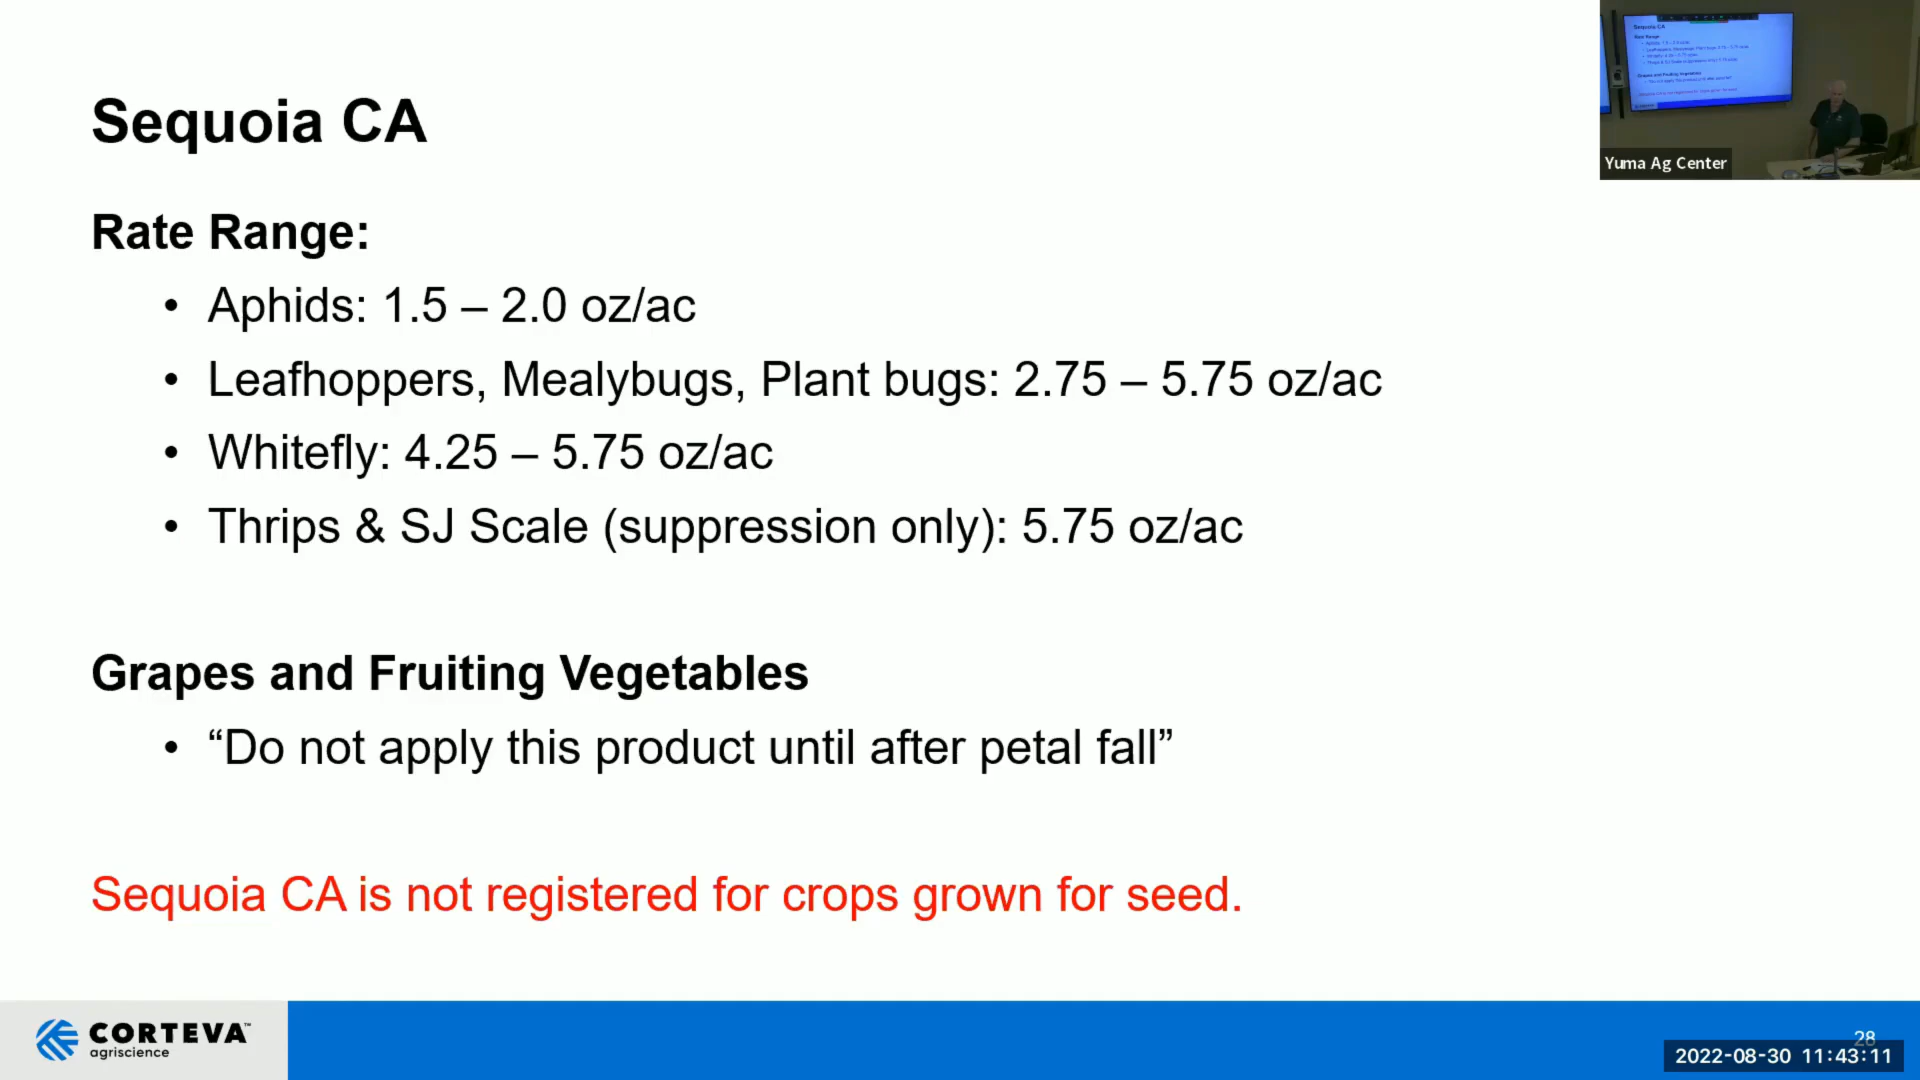 Sequoia CA
Rate Range:
• Aphids: 1.5 – 2.0 oz/ac
• Leafhoppers, Mealybugs, Plant bugs: 2.75 – 5.75 oz/ac
• Whitefly: 4.25 – 5.75 oz/ac
• Thrips & SJ Scale (suppression only): 5.75 oz/ac
Grapes and Fruiting Vegetables
• “Do not apply this product until after petal fall”
Sequoia CA is not registered for crops grown for seed.
Yuma Ag Center
CORTEVA™
agriscience
28
2022-08-30 11:43:11